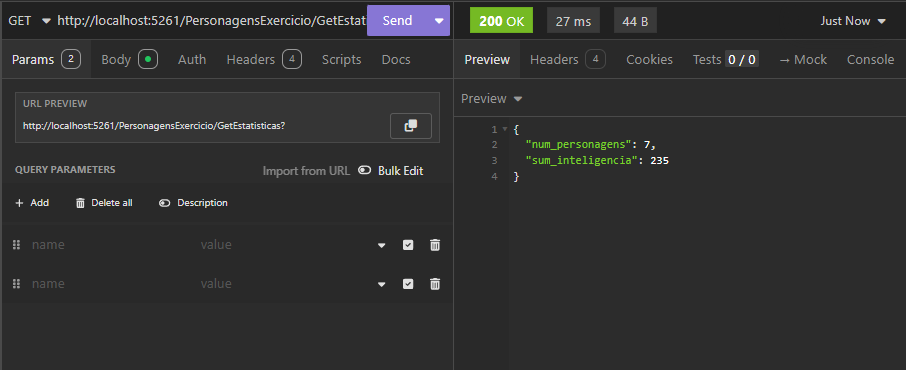 GET http://localhost:5261/PersonagensExercicio/GetEstat Send
Params 2 Body Auth Headers 4 Scripts Docs
URL PREVIEW
http://localhost:5261/PersonagensExercicio/GetEstatisticas?
QUERY PARAMETERS Import from URL Bulk Edit
+ Add Delete all Description
name value
name value
200 OK 27 ms 44 B Just Now
Preview Headers 4 Cookies Tests 0 / 0 → Mock Console
Preview
1 {
2 "num_personagens": 7,
3 "sum_inteligencia": 235
4 }